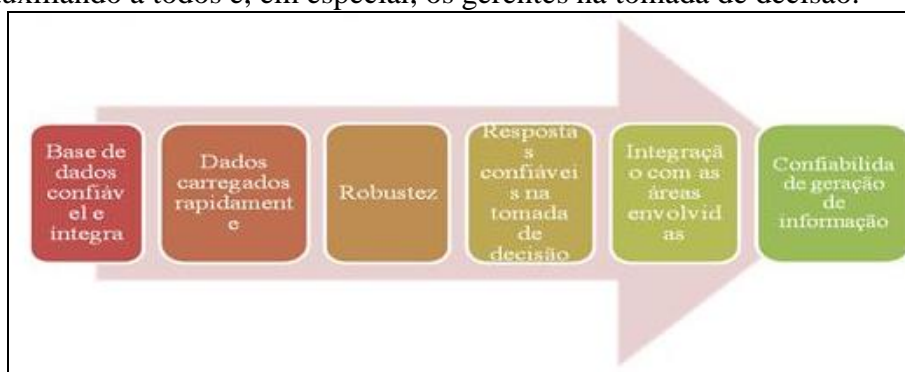 auxiliando a todos e, em especial, os gerentes na tomada de decisão.
Base de
dados
confiáv
el e
integra
Dados
carregados
rapidament
e
Robustez
Resposta
s
confiávei
s na
tomada
de
decisão
Integraçã
o com as
áreas
envolvid
as
Confiabilida
de geração
de
informação